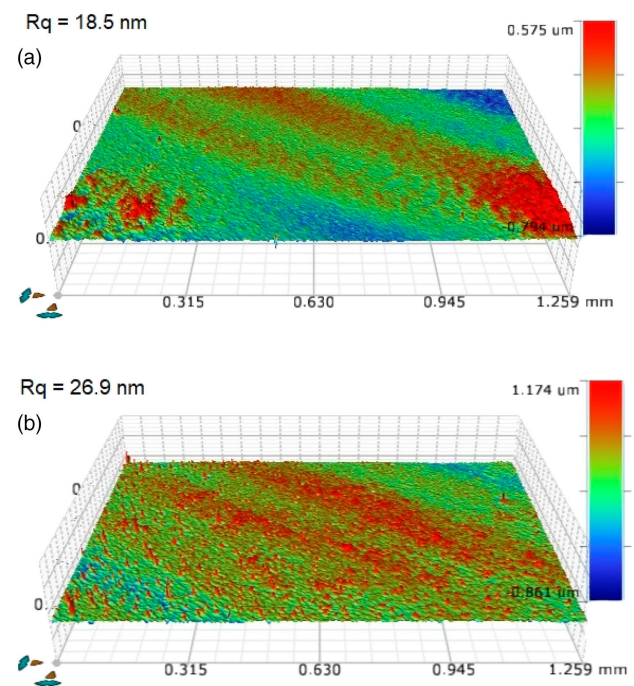 Rq = 18.5 nm
(a)
0.575 um
-0.794 um
0.
0.
0.315
0.630
0.945
1.259 mm
Rq = 26.9 nm
(b)
1.174 um
-0.861 um
0.
0.
0.315
0.630
0.945
1.259 mm